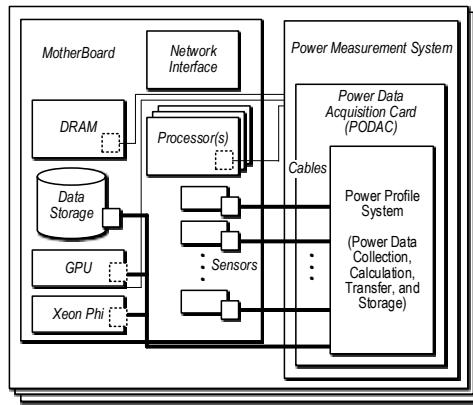 MotherBoard
Network
Interface
DRAM
Processor(s)
Data
Storage
GPU
Xeon Phi
Sensors
Power Measurement System
Power Data
Acquisition Card
(PODAC)
Cables
Power Profile
System
(Power Data
Collection,
Calculation,
Transfer, and
Storage)